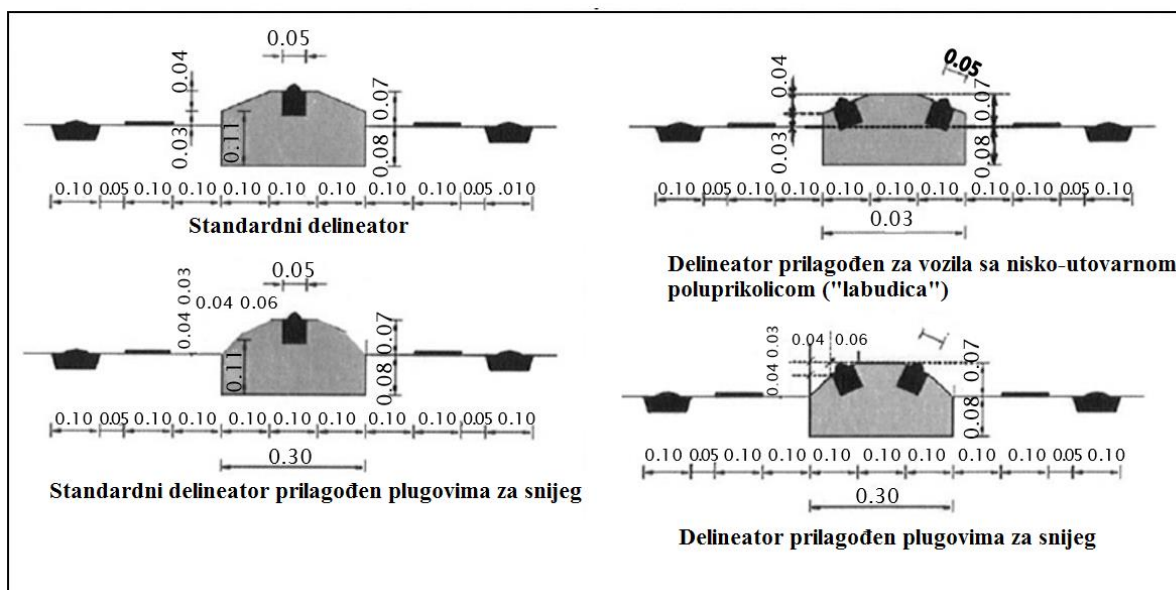 0.05
0.04
0.03
0.11
0.07
0.08
0.10 0.05 0.10 0.10 0.10 0.10 0.10 0.10 0.10 0.05 .010
Standardni delineator
0.05
0.04
0.03
0.07
0.08
0.10 0.05 0.10 0.10 0.10 0.10 0.10 0.10 0.10 0.05 0.10
0.03
Delineator prilagođen za vozila sa nisko-utovarnom
poluprikolicom ("labudica")
0.05
0.04 0.03
0.04 0.06
0.11
0.07
0.08
0.10 0.05 0.10 0.10 0.10 0.10 0.10 0.10 0.10 0.05 0.10
0.30
Standardni delineator prilagođen plugovima za snijeg
0.04 0.03
0.04 0.06
0.07
0.08
0.10 0.05 0.10 0.10 0.10 0.10 0.10 0.10 0.10 0.05 0.10
0.30
Delineator prilagođen plugovima za snijeg